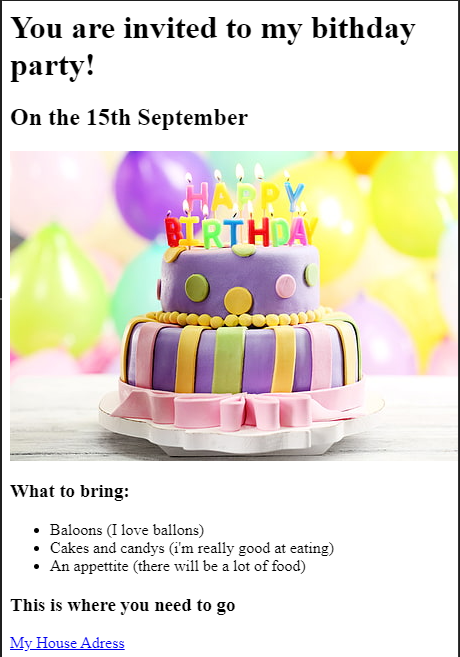 You are invited to my bithday
party!
On the 15th September
HAPPY
BIRTHDAY
What to bring:
Baloons (I love ballons)
Cakes and candys (i'm really good at eating)
An appettite (there will be a lot of food)
This is where you need to go
My House Adress